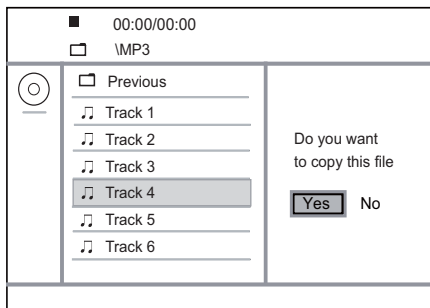 00:00/00:00
\MP3
Previous
Track 1
Track 2
Track 3
Track 4
Track 5
Track 6
Do you want
to copy this file
Yes No